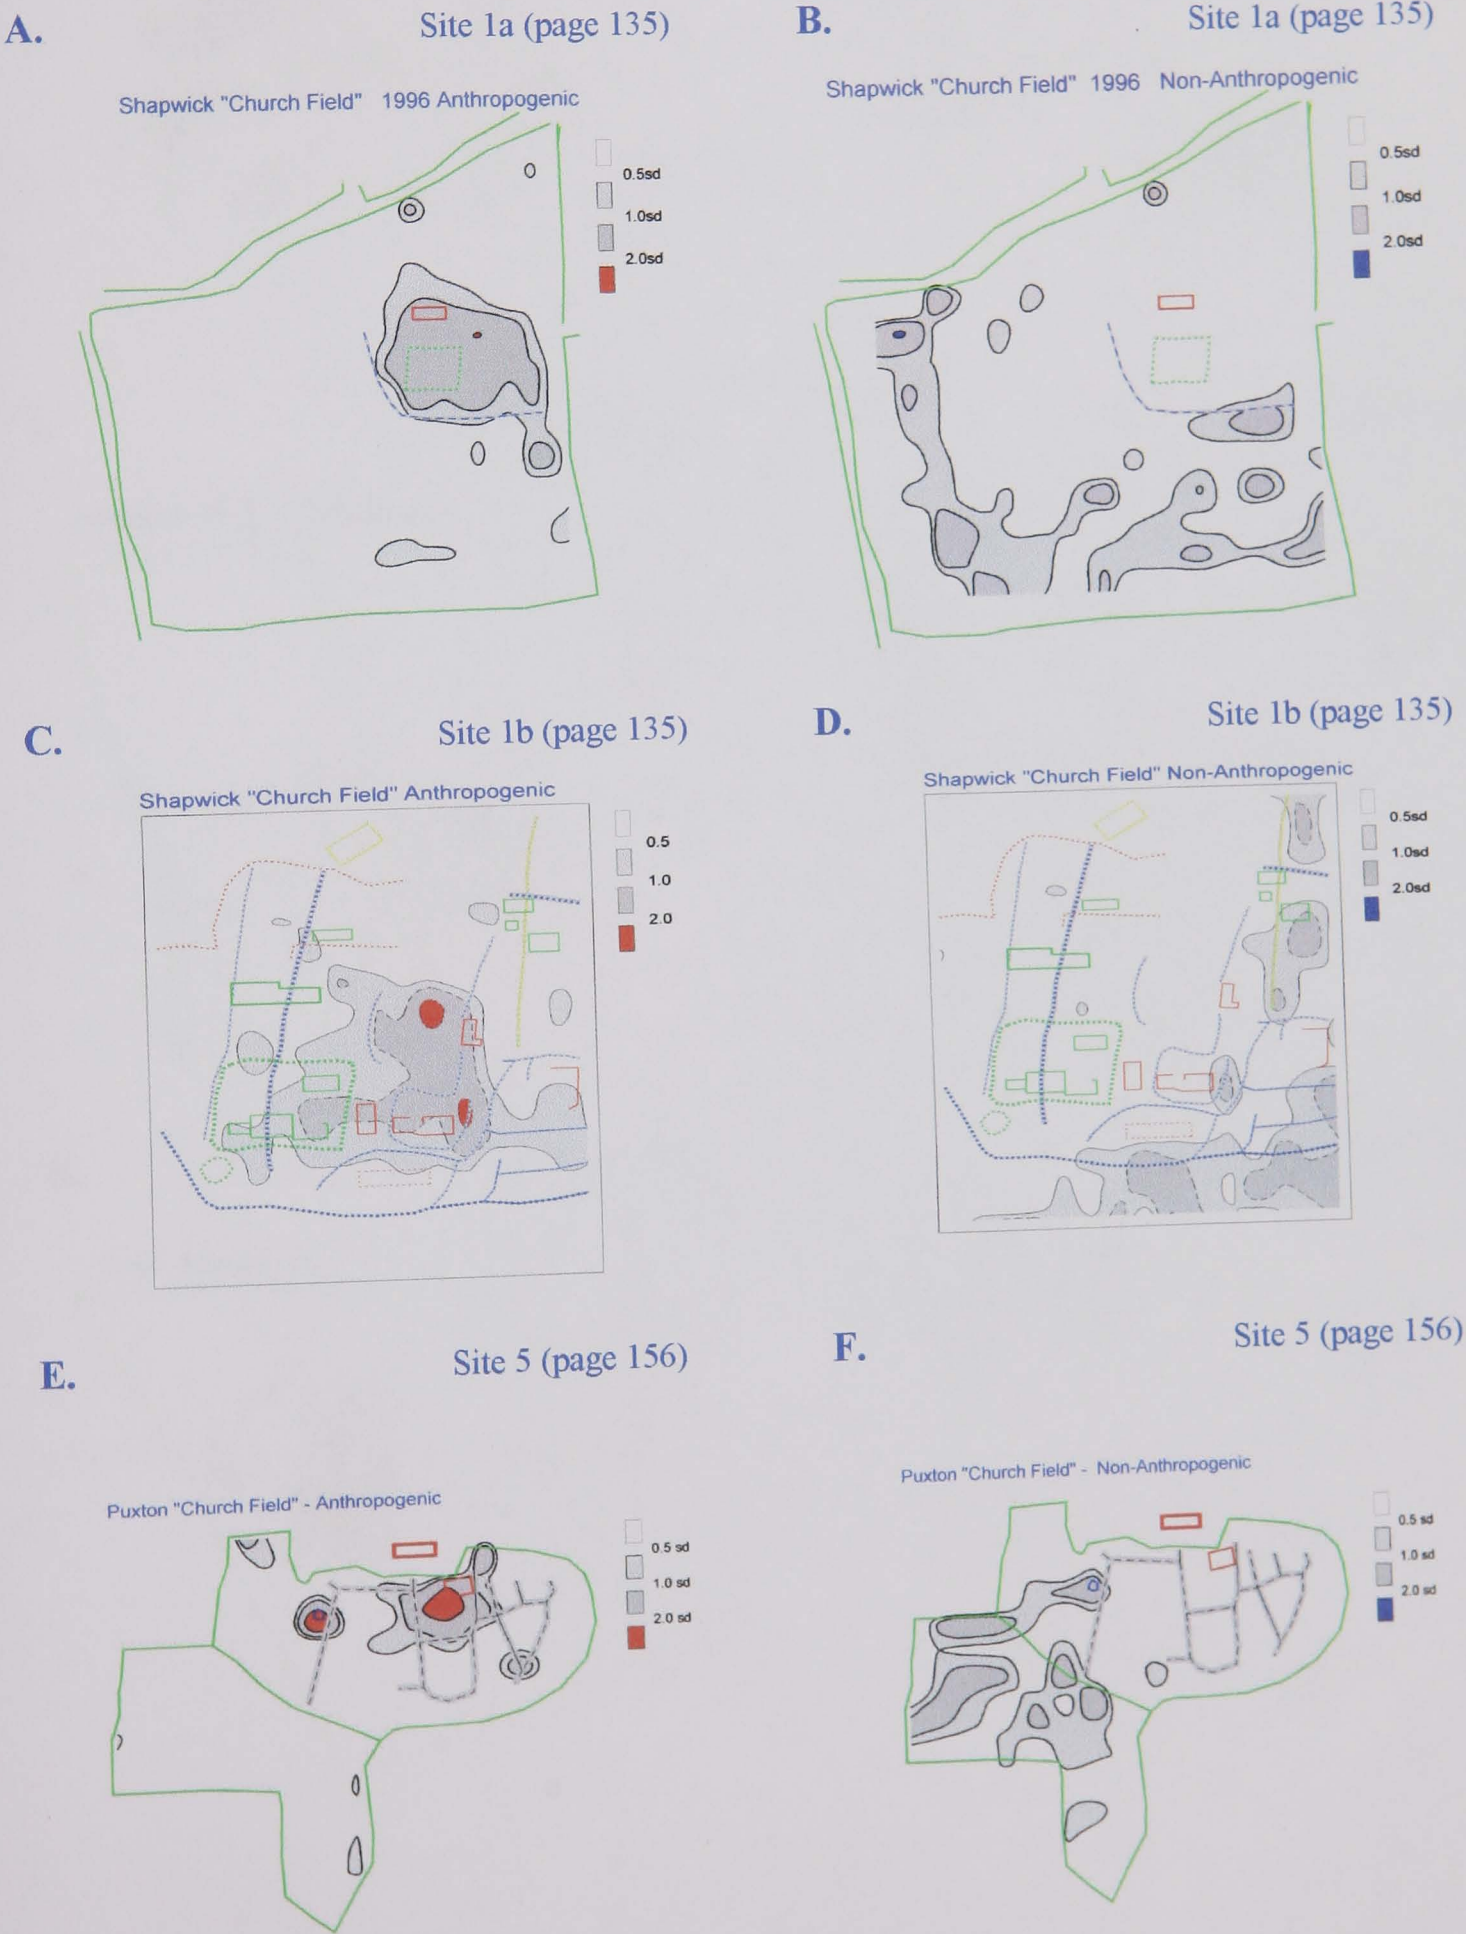 A.
Site 1a (page 135)
Shapwick "Church Field" 1996 Anthropogenic
0.5sd
1.0sd
2.0sd
B.
Site 1a (page 135)
Shapwick "Church Field" 1996 Non-Anthropogenic
0.5sd
1.0sd
2.0sd
C.
Site 1b (page 135)
Shapwick "Church Field" Anthropogenic
0.5
1.0
2.0
D.
Site 1b (page 135)
Shapwick "Church Field" Non-Anthropogenic
0.5sd
1.0sd
2.0sd
E.
Site 5 (page 156)
Puxton "Church Field" - Anthropogenic
0.5 sd
1.0 sd
2.0 sd
F.
Site 5 (page 156)
Puxton "Church Field" - Non-Anthropogenic
0.5 sd
1.0 sd
2.0 sd